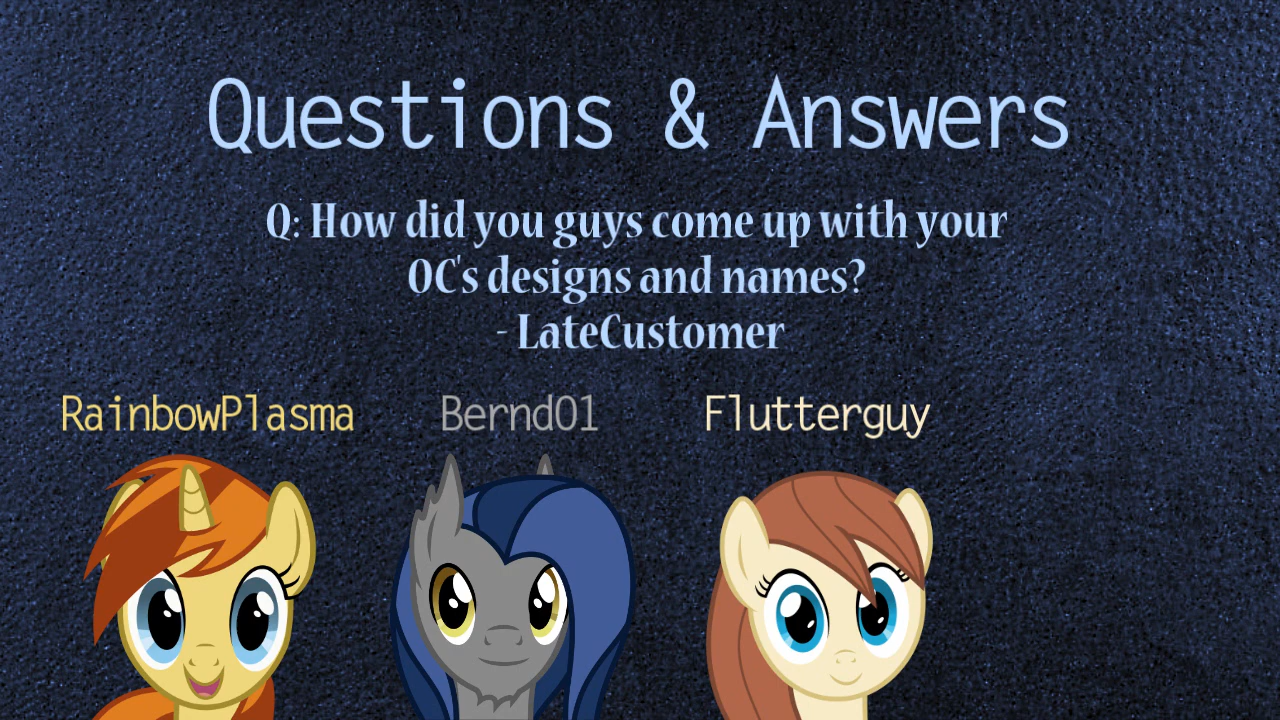 Questions & Answers
Q: How did you guys come up with your
OC's designs and names?
- LateCustomer
RainbowPlasma Bernd01 Flutterguy